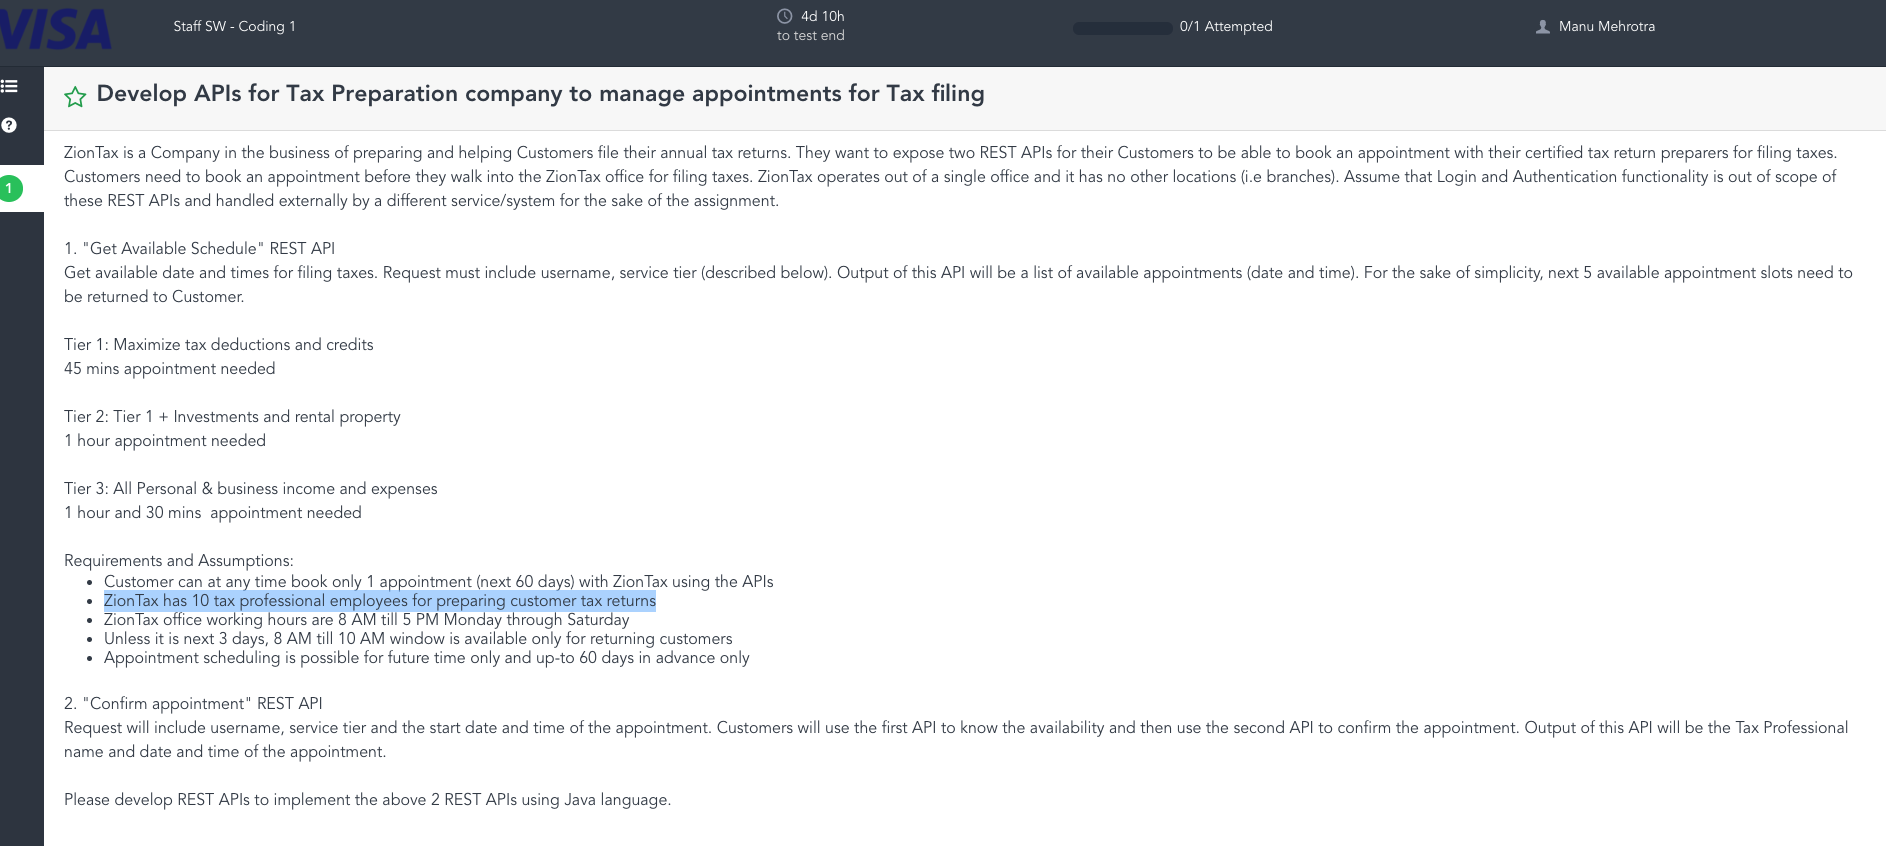 VISA
Staff SW - Coding 1
4d 10h
to test end
0/1 Attempted
Manu Mehrotra
Develop APIs for Tax Preparation company to manage appointments for Tax filing
?
1
ZionTax is a Company in the business of preparing and helping Customers file their annual tax returns. They want to expose two REST APIs for their Customers to be able to book an appointment with their certified tax return preparers for filing taxes.
Customers need to book an appointment before they walk into the ZionTax office for filing taxes. ZionTax operates out of a single office and it has no other locations (i.e branches). Assume that Login and Authentication functionality is out of scope of
these REST APIs and handled externally by a different service/system for the sake of the assignment.
1. "Get Available Schedule" REST API
Get available date and times for filing taxes. Request must include username, service tier (described below). Output of this API will be a list of available appointments (date and time). For the sake of simplicity, next 5 available appointment slots need to
be returned to Customer.
Tier 1: Maximize tax deductions and credits
45 mins appointment needed
Tier 2: Tier 1 + Investments and rental property
1 hour appointment needed
Tier 3: All Personal & business income and expenses
1 hour and 30 mins  appointment needed
Requirements and Assumptions:
• Customer can at any time book only 1 appointment (next 60 days) with ZionTax using the APIs
• ZionTax has 10 tax professional employees for preparing customer tax returns
• ZionTax office working hours are 8 AM till 5 PM Monday through Saturday
• Unless it is next 3 days, 8 AM till 10 AM window is available only for returning customers
• Appointment scheduling is possible for future time only and up-to 60 days in advance only
2. "Confirm appointment" REST API
Request will include username, service tier and the start date and time of the appointment. Customers will use the first API to know the availability and then use the second API to confirm the appointment. Output of this API will be the Tax Professional
name and date and time of the appointment.
Please develop REST APIs to implement the above 2 REST APIs using Java language.